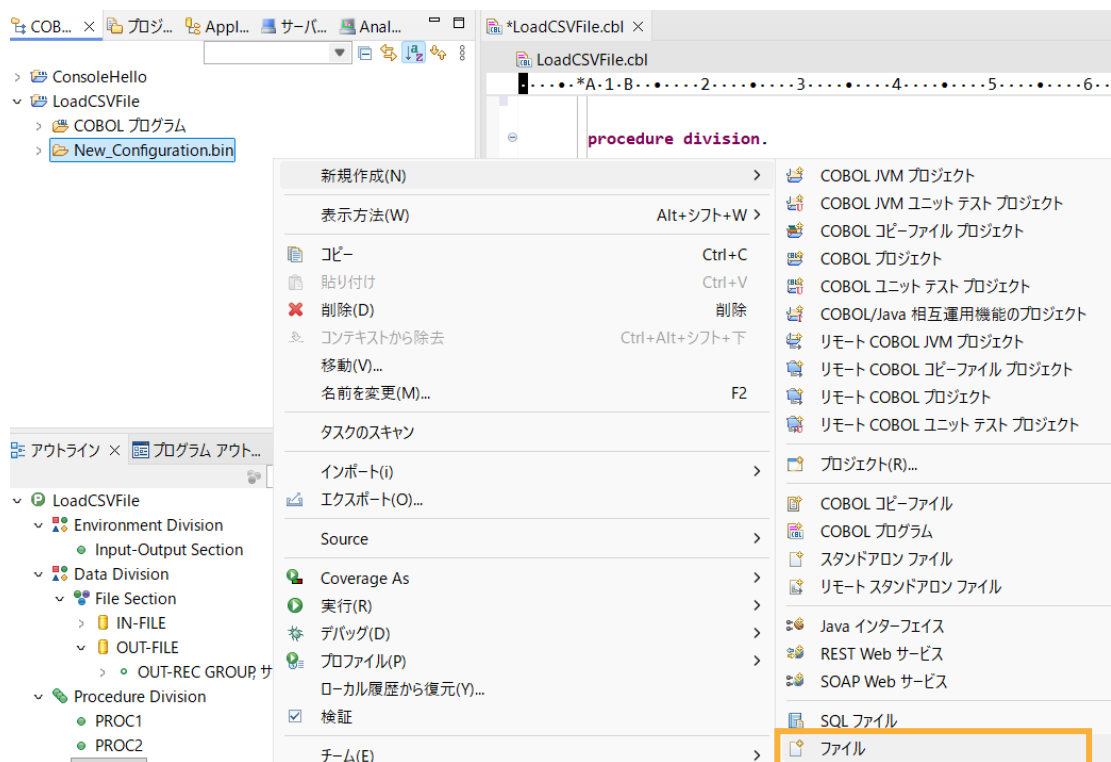 COB... プロジ... Appl... サーバ... Anal...
ConsoleHello
LoadCSVFile
COBOL プログラム
New_Configuration.bin
*LoadCSVFile.cbl
LoadCSVFile.cbl
*A·1·B··●····2····●····3····●····4····●····5····●····6··
procedure division.
新規作成(N)
表示方法(W) Alt+シフト+W
コピー Ctrl+C
貼り付け Ctrl+V
削除(D) 削除
コンテキストから除去 Ctrl+Alt+シフト+下
移動(V)...
名前を変更(M)... F2
タスクのスキャン
インポート(i)
エクスポート(O)...
Source
Coverage As
実行(R)
デバッグ(D)
プロファイル(P)
ローカル履歴から復元(Y)...
検証
チーム(E)
COBOL JVM プロジェクト
COBOL JVM ユニット テスト プロジェクト
COBOL コピーファイル プロジェクト
COBOL プロジェクト
COBOL ユニット テスト プロジェクト
COBOL/Java 相互運用機能のプロジェクト
リモート COBOL JVM プロジェクト
リモート COBOL コピーファイル プロジェクト
リモート COBOL プロジェクト
リモート COBOL ユニット テスト プロジェクト
プロジェクト(R)...
COBOL コピーファイル
COBOL プログラム
スタンドアロン ファイル
リモート スタンドアロン ファイル
Java インターフェイス
REST Web サービス
SOAP Web サービス
SQL ファイル
ファイル
アウトライン プログラム アウト...
LoadCSVFile
Environment Division
Input-Output Section
Data Division
File Section
IN-FILE
OUT-FILE
OUT-REC GROUP, サ
Procedure Division
PROC1
PROC2